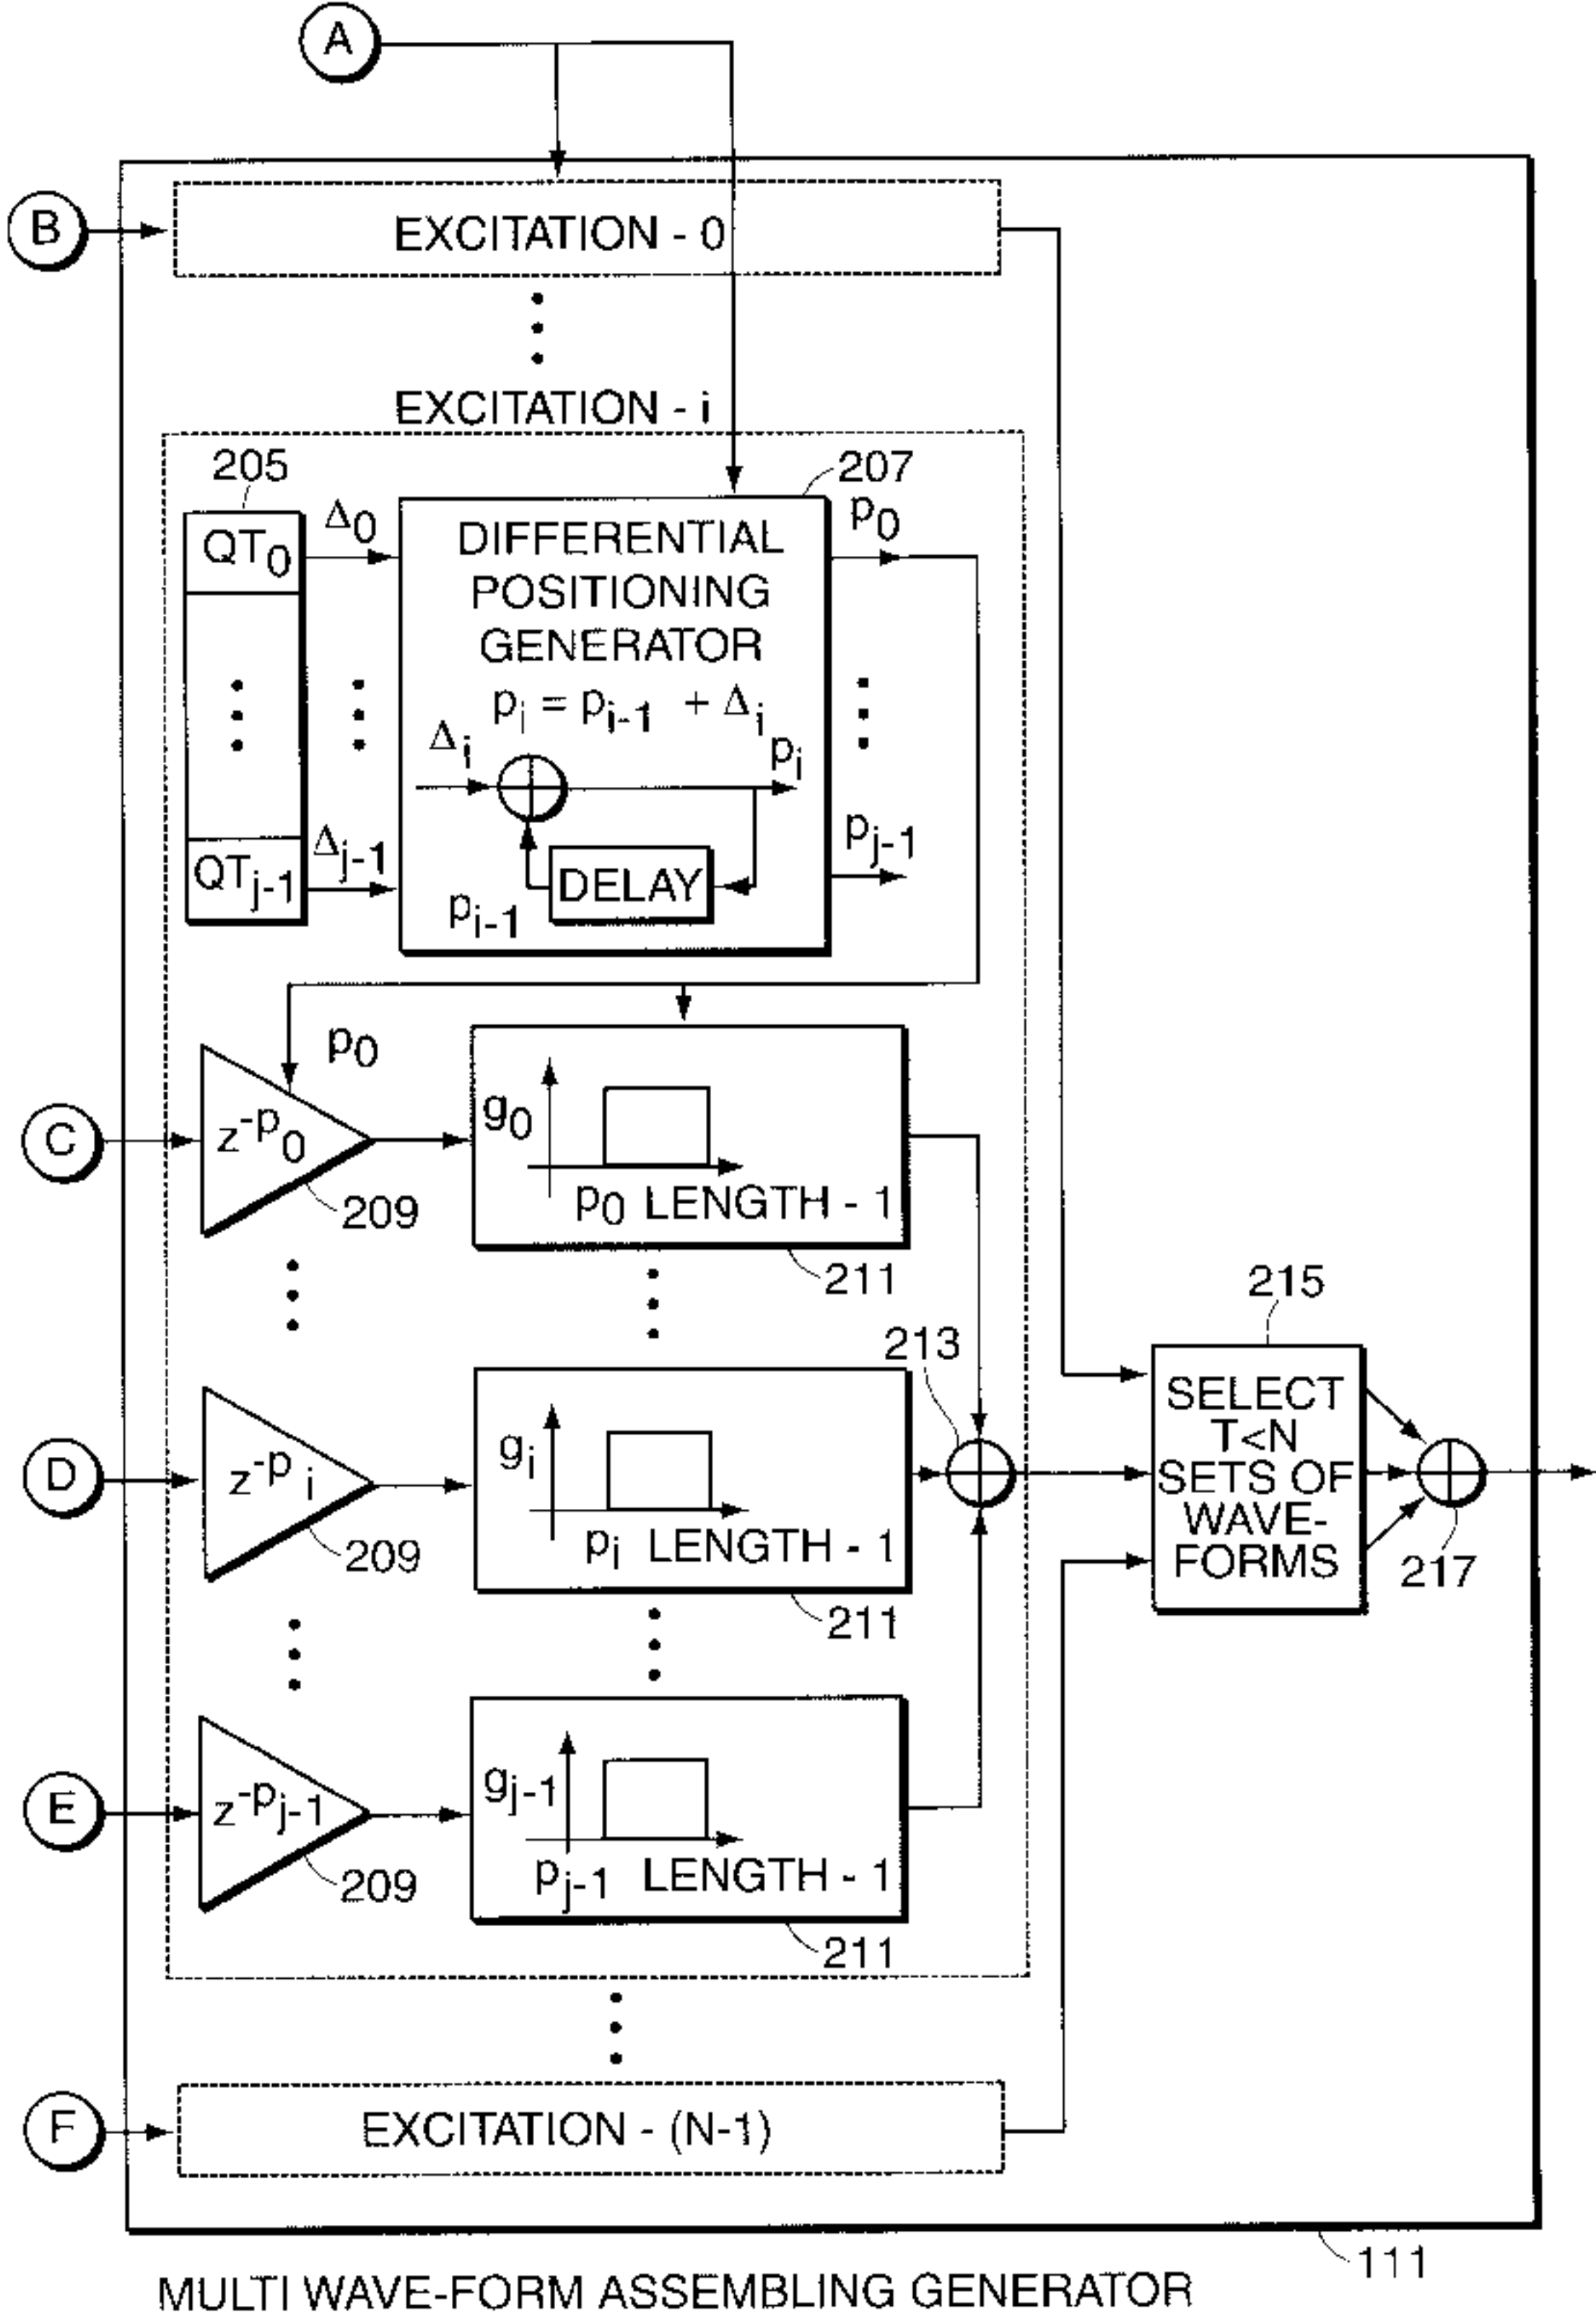 A
B
EXCITATION - 0
EXCITATION - i
205
207
QT0
Δ0
DIFFERENTIAL
POSITIONING
GENERATOR
p0
pi = pi-1 + Δi
Δi
pi
QTj-1
Δj-1
DELAY
pi-1
pj-1
p0
C
z-p0
209
g0
p0 LENGTH - 1
211
213
215
D
z-pi
209
gi
pi LENGTH - 1
211
SELECT
T<N
SETS OF
WAVE-
FORMS
217
E
z-pj-1
209
gj-1
pj-1 LENGTH - 1
211
F
EXCITATION - (N-1)
111
MULTI WAVE-FORM ASSEMBLING GENERATOR